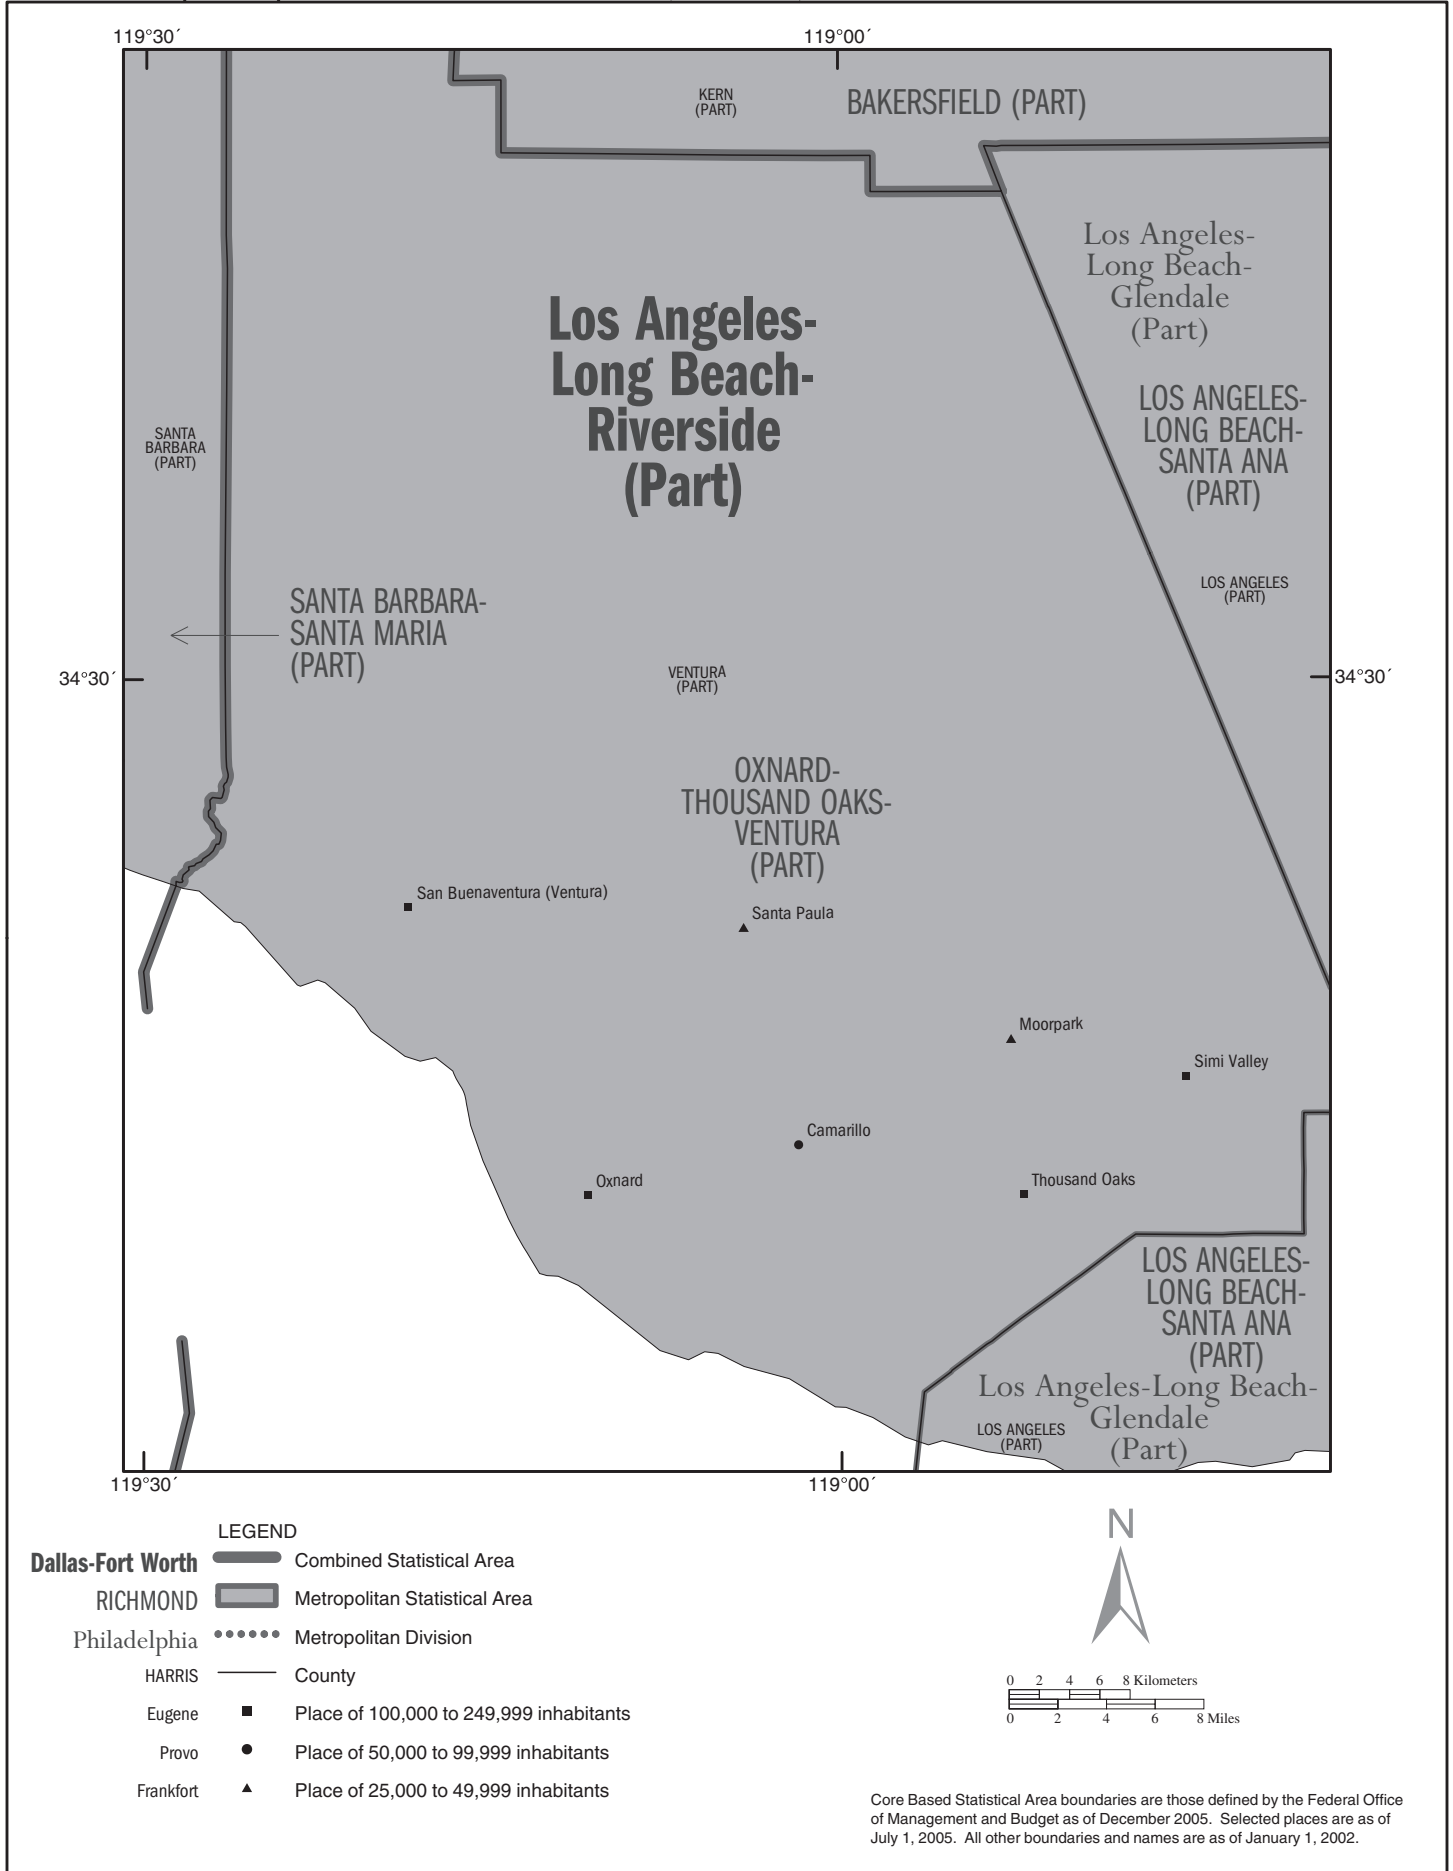 119°30´
119°00´
KERN
(PART)
BAKERSFIELD (PART)
Los Angeles-
Long Beach-
Glendale
(Part)
Los Angeles-
Long Beach-
Riverside
(Part)
LOS ANGELES-
LONG BEACH-
SANTA ANA
(PART)
SANTA
BARBARA
(PART)
LOS ANGELES
(PART)
SANTA BARBARA-
SANTA MARIA
(PART)
34°30´
VENTURA
(PART)
34°30´
OXNARD-
THOUSAND OAKS-
VENTURA
(PART)
San Buenaventura (Ventura)
Santa Paula
Moorpark
Simi Valley
Camarillo
Oxnard
Thousand Oaks
LOS ANGELES-
LONG BEACH-
SANTA ANA
(PART)
Los Angeles-Long Beach-
Glendale
(Part)
LOS ANGELES
(PART)
119°30´
119°00´
LEGEND
Dallas-Fort Worth Combined Statistical Area
RICHMOND Metropolitan Statistical Area
Philadelphia Metropolitan Division
HARRIS County
Eugene Place of 100,000 to 249,999 inhabitants
Provo Place of 50,000 to 99,999 inhabitants
Frankfort Place of 25,000 to 49,999 inhabitants
N
0 2 4 6 8 Kilometers
0 2 4 6 8 Miles
Core Based Statistical Area boundaries are those defined by the Federal Office
of Management and Budget as of December 2005. Selected places are as of
July 1, 2005. All other boundaries and names are as of January 1, 2002.